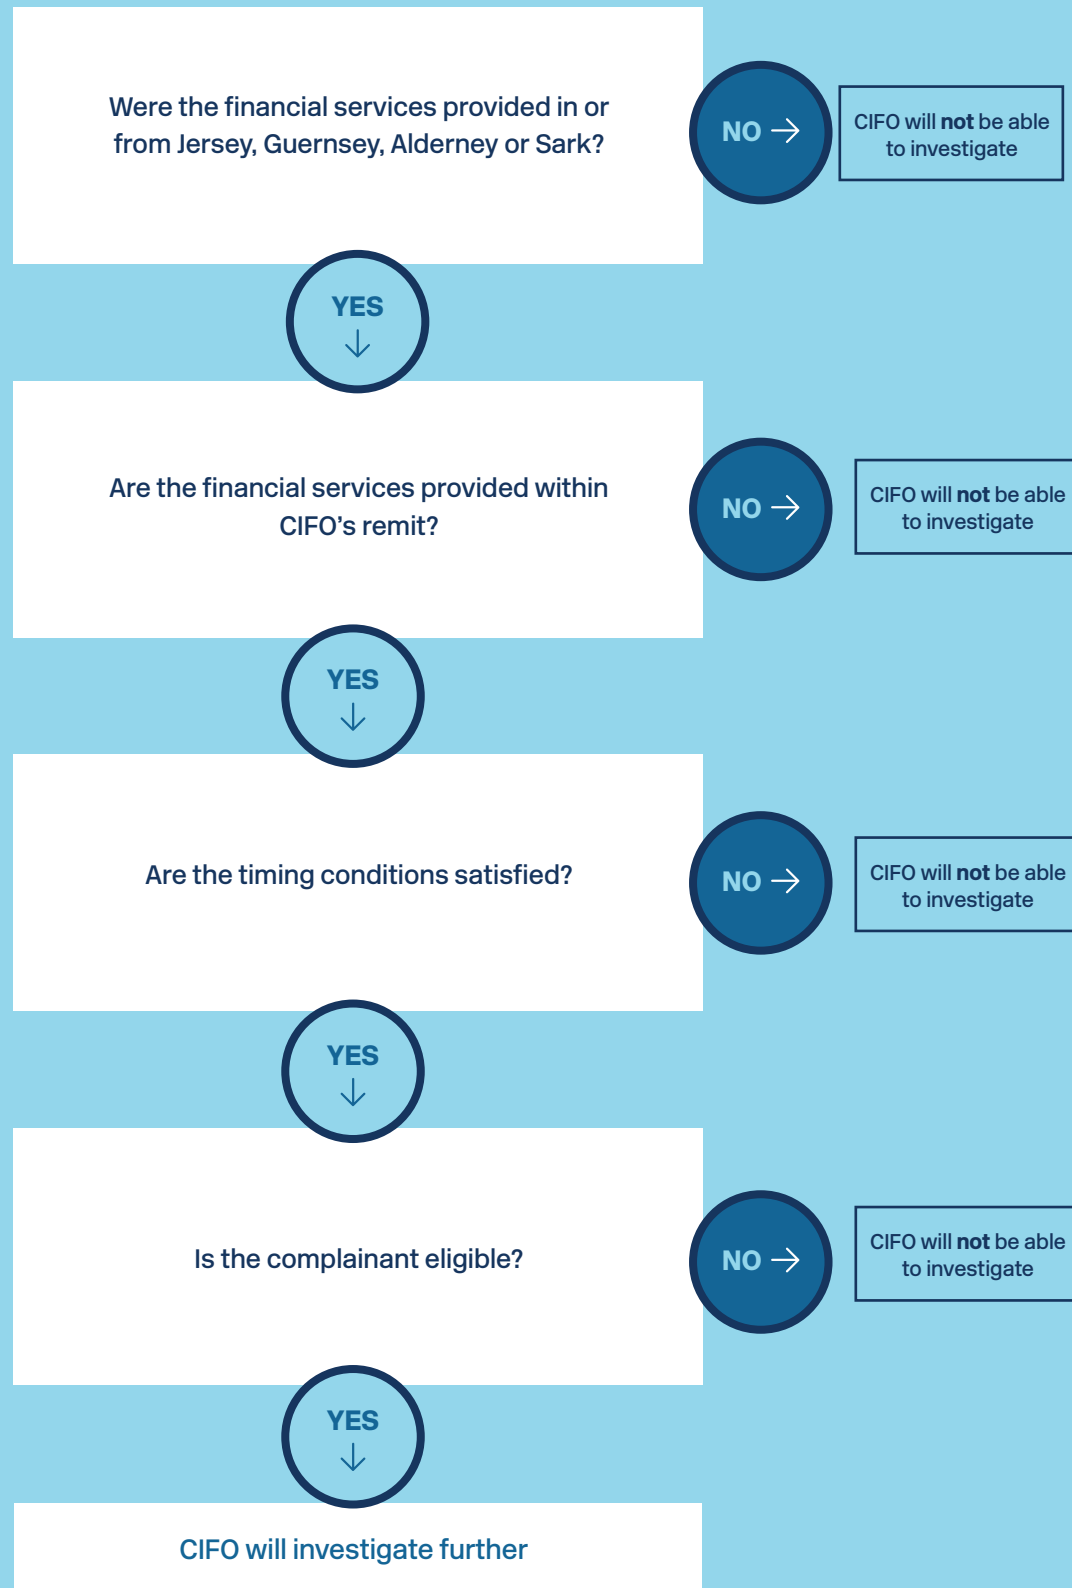 Were the financial services provided in or
from Jersey, Guernsey, Alderney or Sark?
NO →
CIFO will not be able
to investigate
YES
↓
Are the financial services provided within
CIFO’s remit?
NO →
CIFO will not be able
to investigate
YES
↓
Are the timing conditions satisfied?
NO →
CIFO will not be able
to investigate
YES
↓
Is the complainant eligible?
NO →
CIFO will not be able
to investigate
YES
↓
CIFO will investigate further